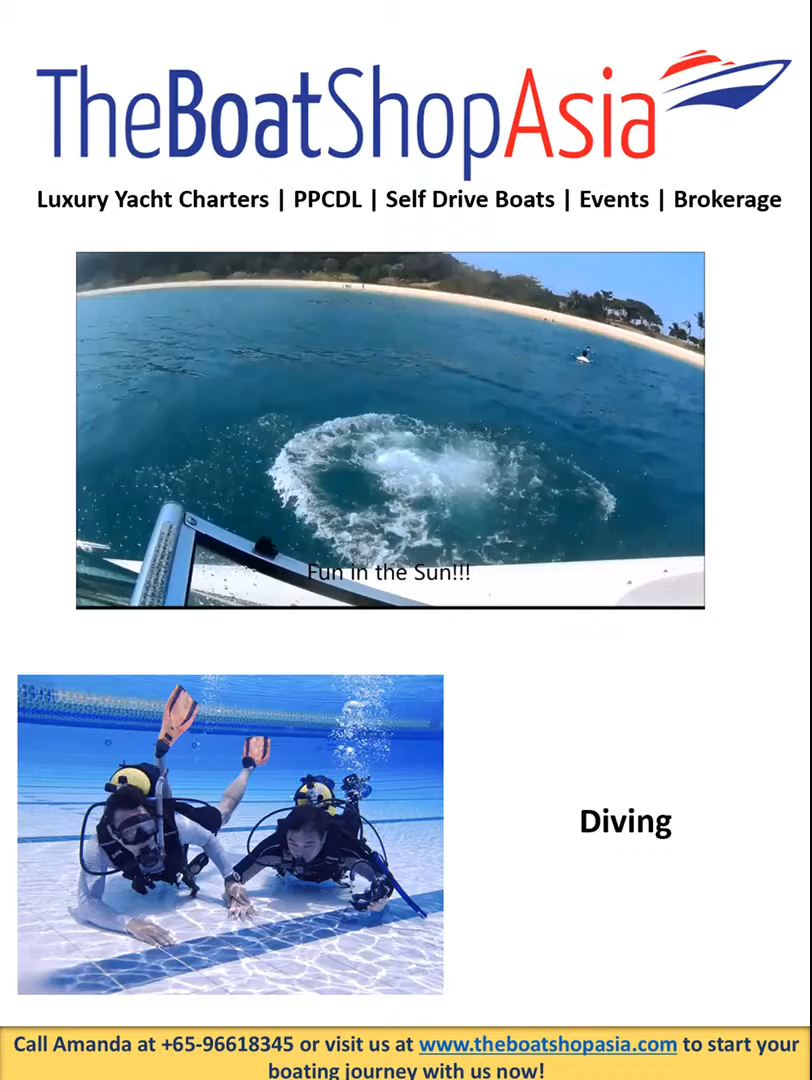 TheBoatShopAsia
Luxury Yacht Charters | PPCDL | Self Drive Boats | Events | Brokerage
Fun in the Sun!!!
Diving
Call Amanda at +65-96618345 or visit us at www.theboatshopasia.com to start your
boating journey with us now!